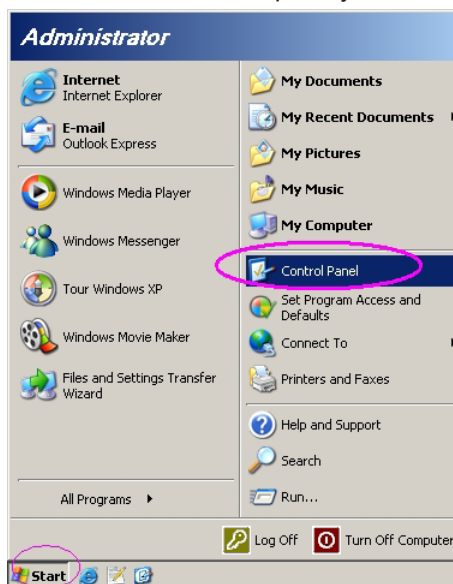 Administrator
Internet
Internet Explorer
E-mail
Outlook Express
Windows Media Player
Windows Messenger
Tour Windows XP
Windows Movie Maker
Files and Settings Transfer
Wizard
All Programs
My Documents
My Recent Documents
My Pictures
My Music
My Computer
Control Panel
Set Program Access and
Defaults
Connect To
Printers and Faxes
Help and Support
Search
Run...
Log Off
Turn Off Computer
Start